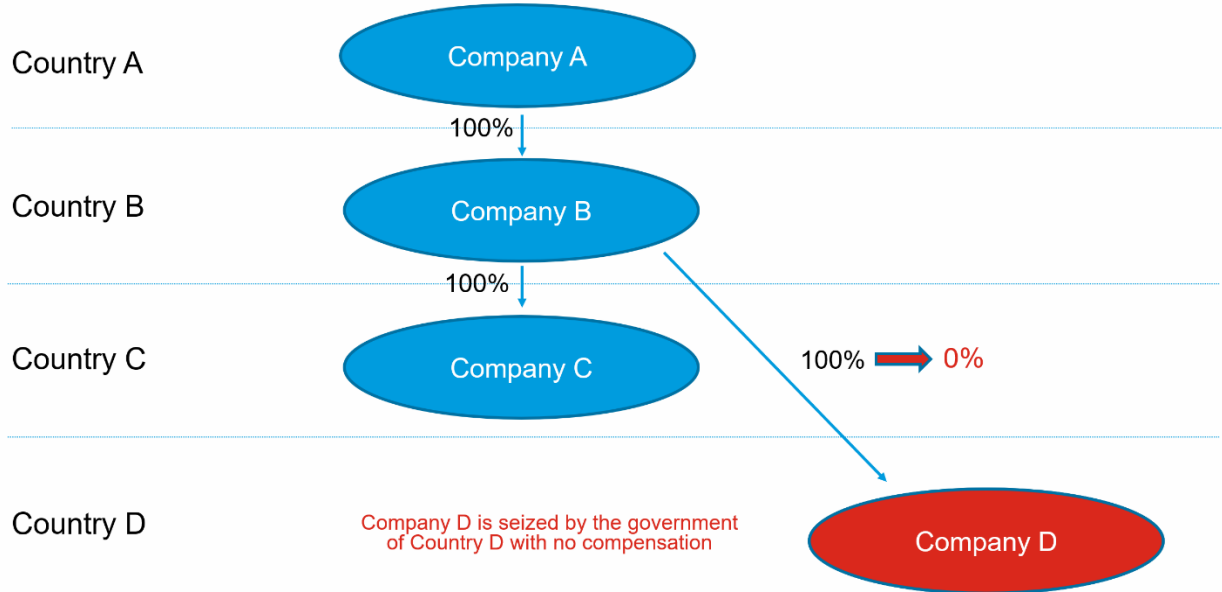 Country A
Company A
100%
Country B
Company B
100%
Country C
Company C
100%
0%
Country D
Company D is seized by the government
of Country D with no compensation
Company D